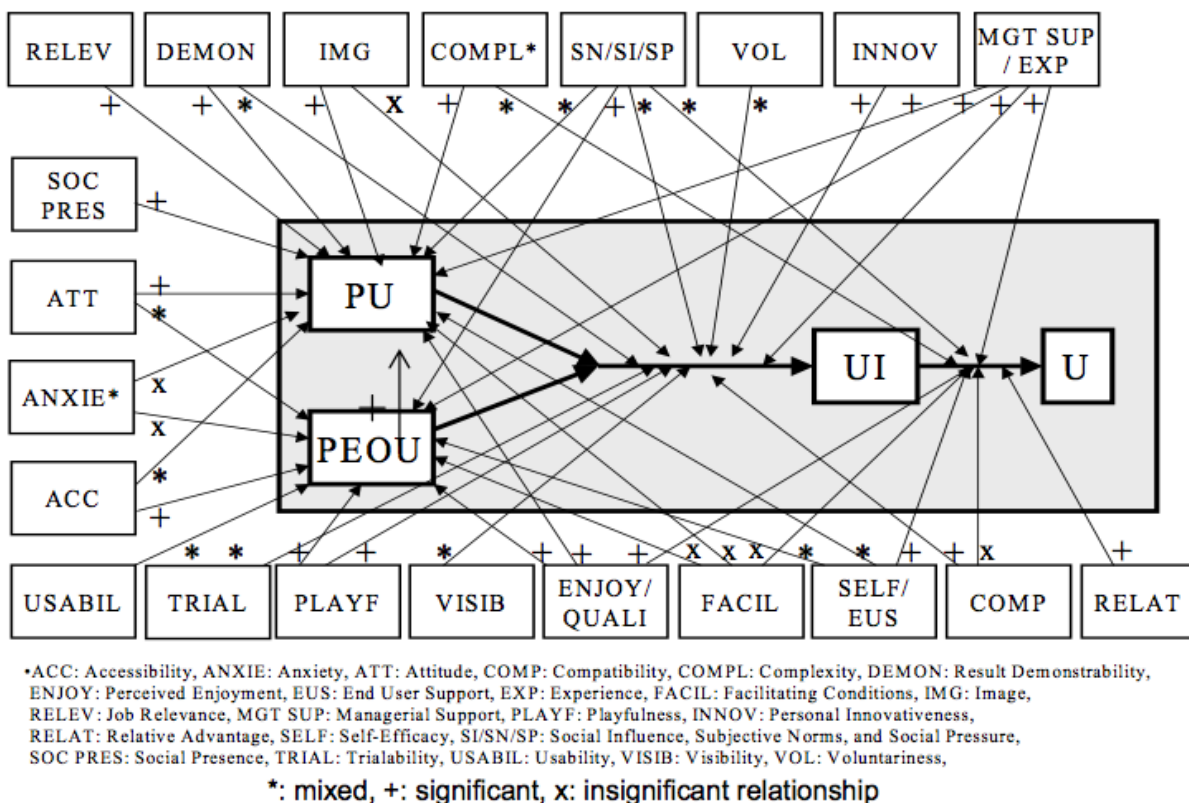 RELEV
DEMON
IMG
COMPL*
SN/SI/SP
VOL
INNOV
MGT SUP
/ EXP
+ + * + x + * * + * * * + + + + +
SOC
PRES
+
ATT
+
*
ANXIE*
x
x
ACC
*
+
PU
+
PEOU
UI
U
* * + + * + + + x x x * * + + x +
USABIL
TRIAL
PLAYF
VISIB
ENJOY/
QUALI
FACIL
SELF/
EUS
COMP
RELAT
•ACC: Accessibility, ANXIE: Anxiety, ATT: Attitude, COMP: Compatibility, COMPL: Complexity, DEMON: Result Demonstrability,
ENJOY: Perceived Enjoyment, EUS: End User Support, EXP: Experience, FACIL: Facilitating Conditions, IMG: Image,
RELEV: Job Relevance, MGT SUP: Managerial Support, PLAYF: Playfulness, INNOV: Personal Innovativeness,
RELAT: Relative Advantage, SELF: Self-Efficacy, SI/SN/SP: Social Influence, Subjective Norms, and Social Pressure,
SOC PRES: Social Presence, TRIAL: Trialability, USABIL: Usability, VISIB: Visibility, VOL: Voluntariness,
*: mixed, +: significant, x: insignificant relationship